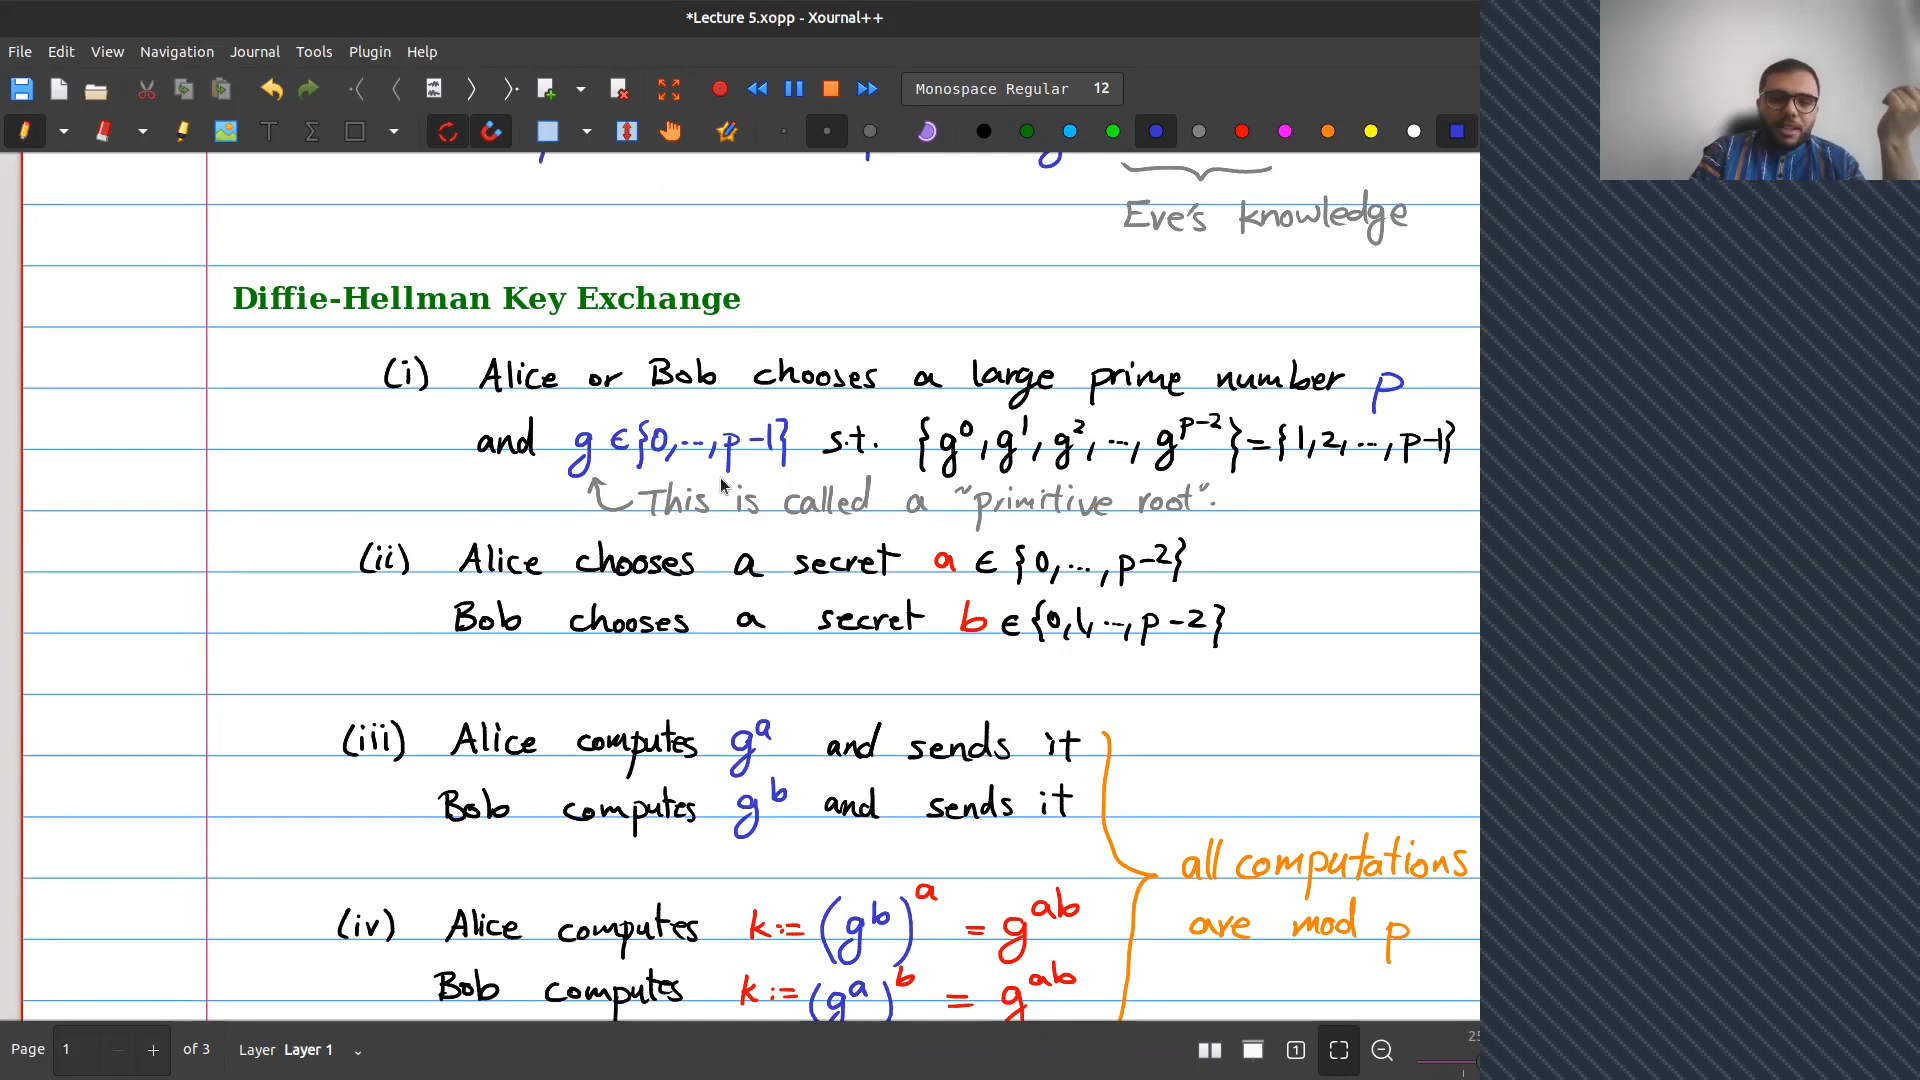 *Lecture 5.xopp - Xournal++
File Edit View Navigation Journal Tools Plugin Help
Monospace Regular 12
Eve's knowledge
Diffie-Hellman Key Exchange
(i) Alice or Bob chooses a large prime number p
and g ∈ {0,..,p-1} s.t. {g⁰, g¹, g², .., g^{p-2}} = {1,2,..,p-1}
This is called a "primitive root".
(ii) Alice chooses a secret a ∈ {0,...,p-2}
Bob chooses a secret b ∈ {0,1,..,p-2}
(iii) Alice computes g^a and sends it
Bob computes g^b and sends it
all computations
are mod p
(iv) Alice computes k := (g^b)^a = g^{ab}
Bob computes k := (g^a)^b = g^{ab}
Page 1 of 3 Layer Layer 1